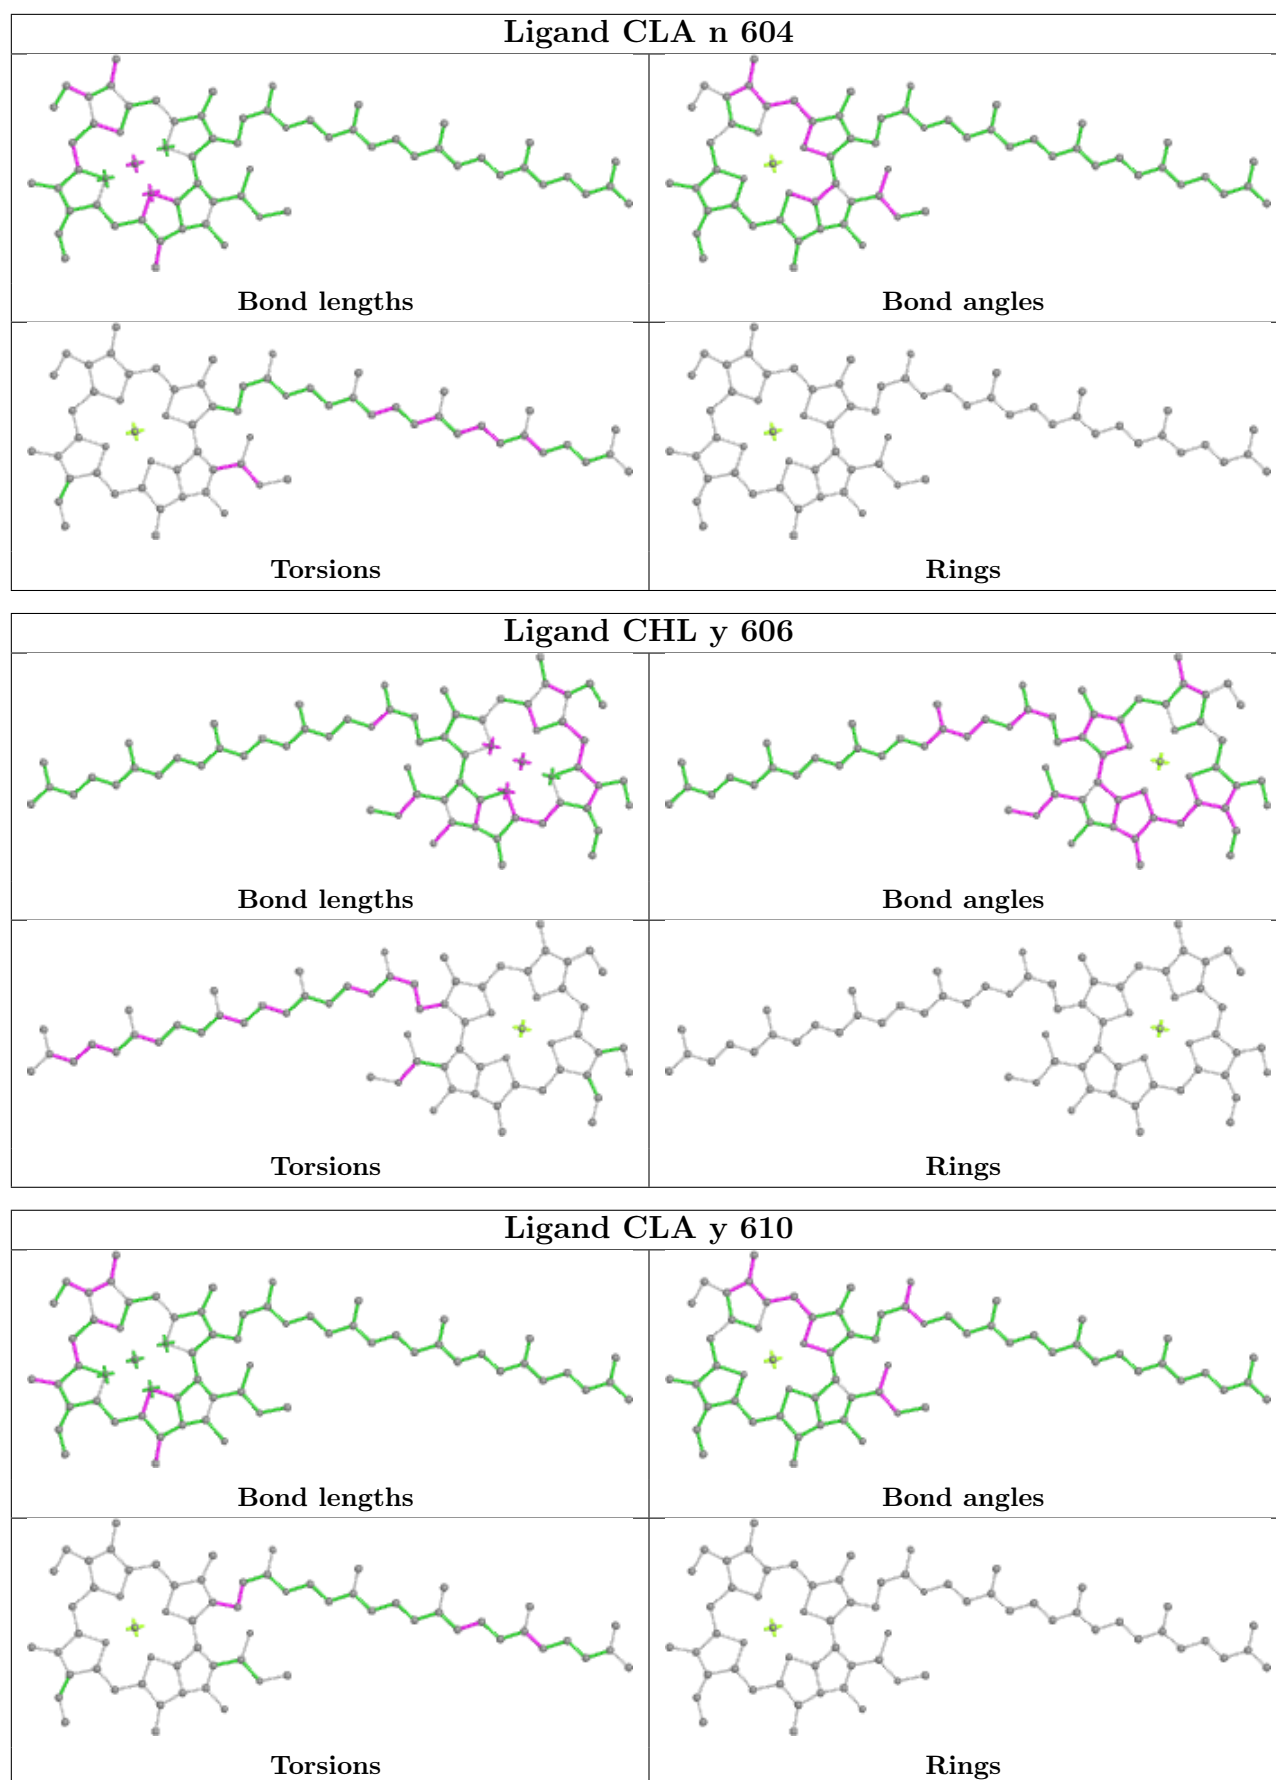 Ligand CLA n 604
Bond lengths
Bond angles
Torsions
Rings
Ligand CHL y 606
Bond lengths
Bond angles
Torsions
Rings
Ligand CLA y 610
Bond lengths
Bond angles
Torsions
Rings